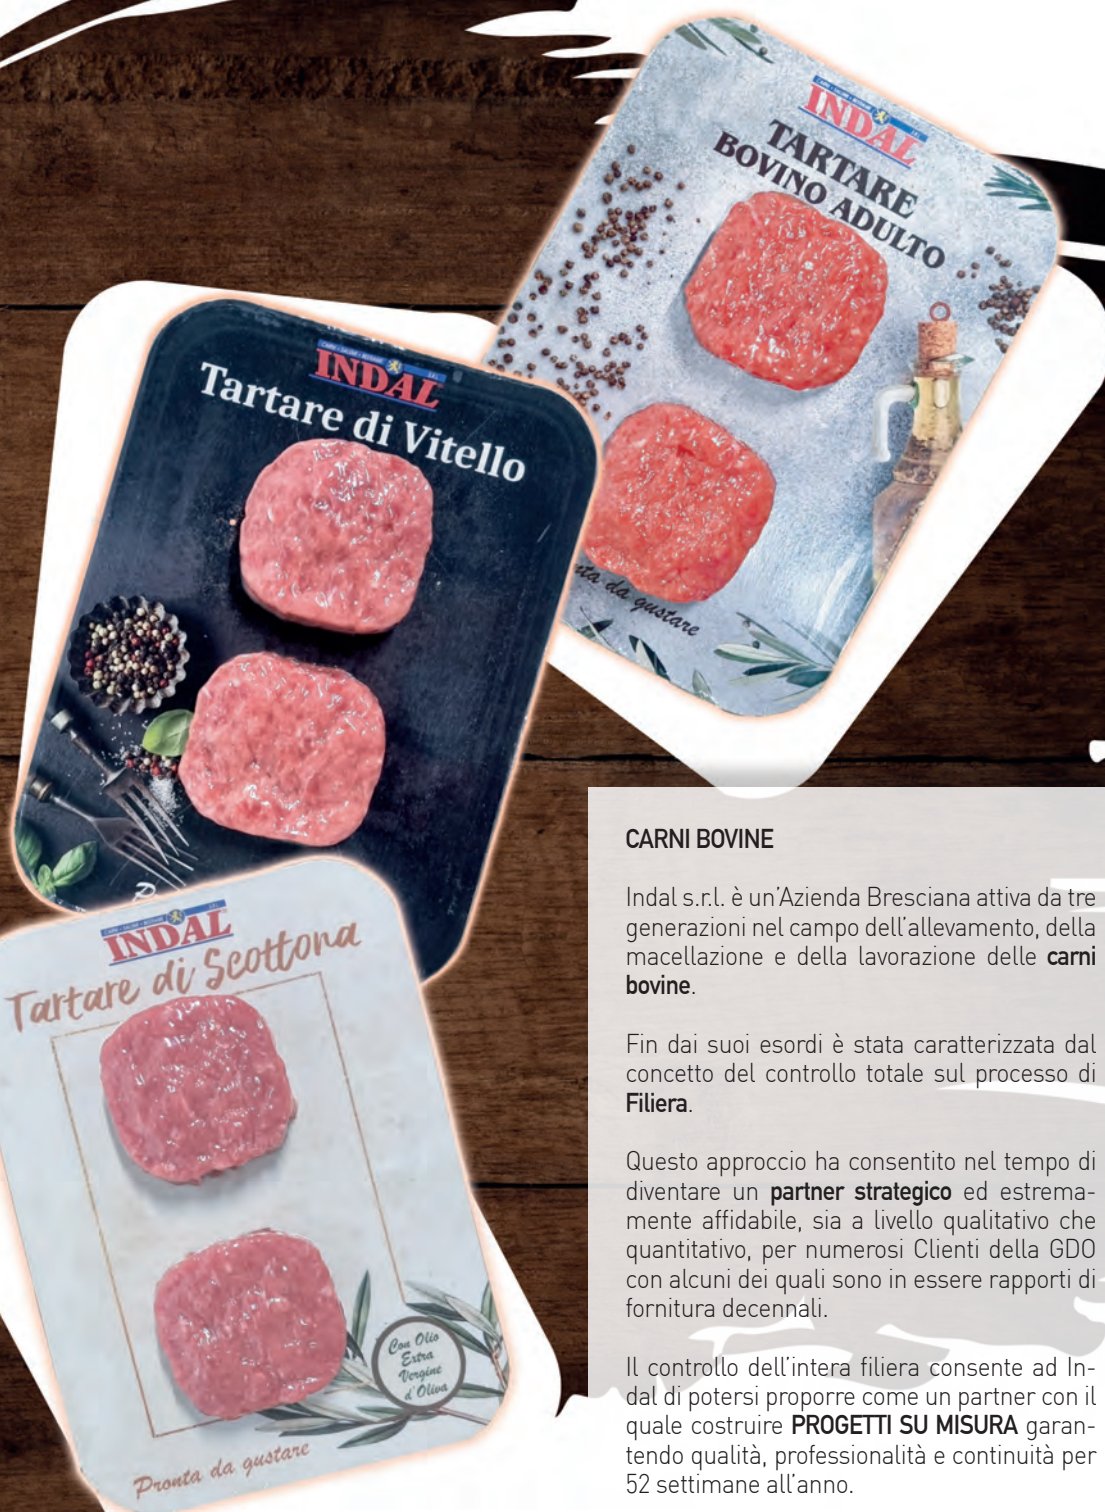 INDAL
TARTARE
BOVINO ADULTO
da gustare
INDAL
Tartare di Vitello
INDAL
Tartare di Scottona
Con Olio
Extra
Vergine
d'Oliva
Pronta da gustare
CARNI BOVINE
Indal s.r.l. è un'Azienda Bresciana attiva da tre
generazioni nel campo dell'allevamento, della
macellazione e della lavorazione delle carni
bovine.
Fin dai suoi esordi è stata caratterizzata dal
concetto del controllo totale sul processo di
Filiera.
Questo approccio ha consentito nel tempo di
diventare un partner strategico ed estrema-
mente affidabile, sia a livello qualitativo che
quantitativo, per numerosi Clienti della GDO
con alcuni dei quali sono in essere rapporti di
fornitura decennali.
Il controllo dell'intera filiera consente ad In-
dal di potersi proporre come un partner con il
quale costruire PROGETTI SU MISURA garan-
tendo qualità, professionalità e continuità per
52 settimane all'anno.